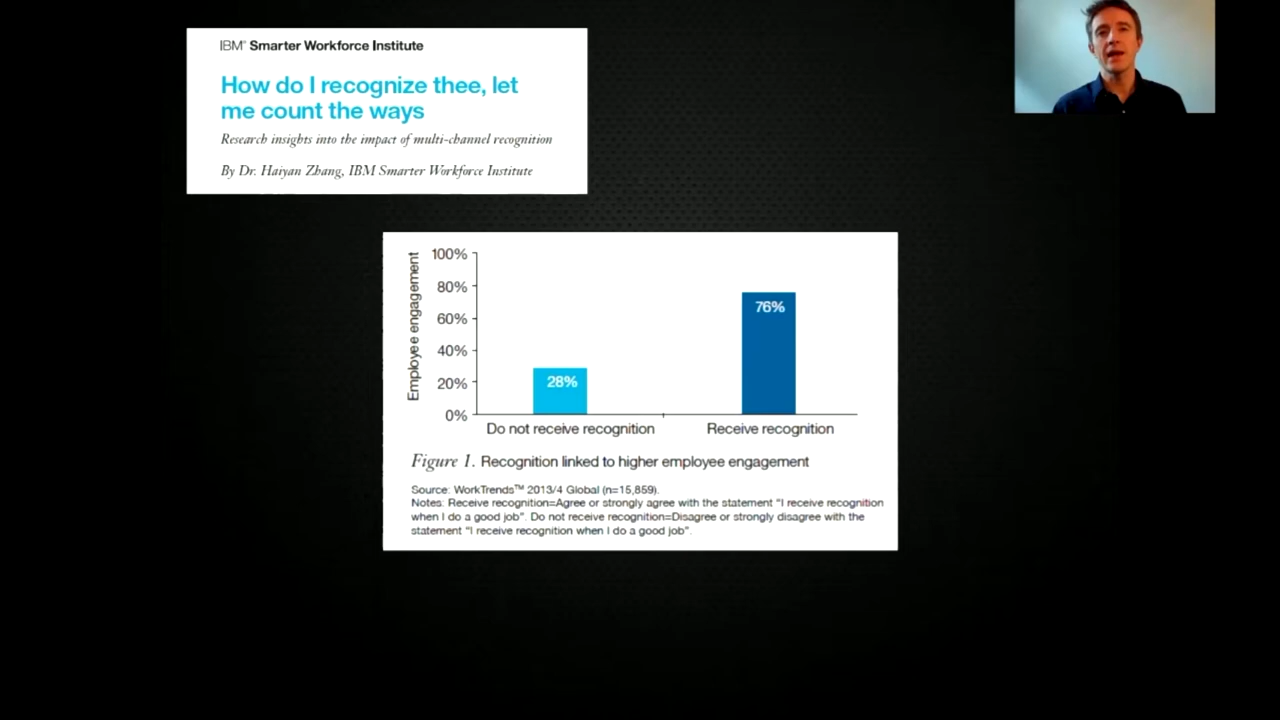 IBM® Smarter Workforce Institute
How do I recognize thee, let
me count the ways
Research insights into the impact of multi-channel recognition
By Dr. Haiyan Zhang, IBM Smarter Workforce Institute
Employee engagement
100%
80%
60%
40%
20%
0%
28%
76%
Do not receive recognition
Receive recognition
Figure 1. Recognition linked to higher employee engagement
Source: WorkTrends™ 2013/4 Global (n=15,859).
Notes: Receive recognition=Agree or strongly agree with the statement "I receive recognition
when I do a good job". Do not receive recognition=Disagree or strongly disagree with the
statement "I receive recognition when I do a good job".